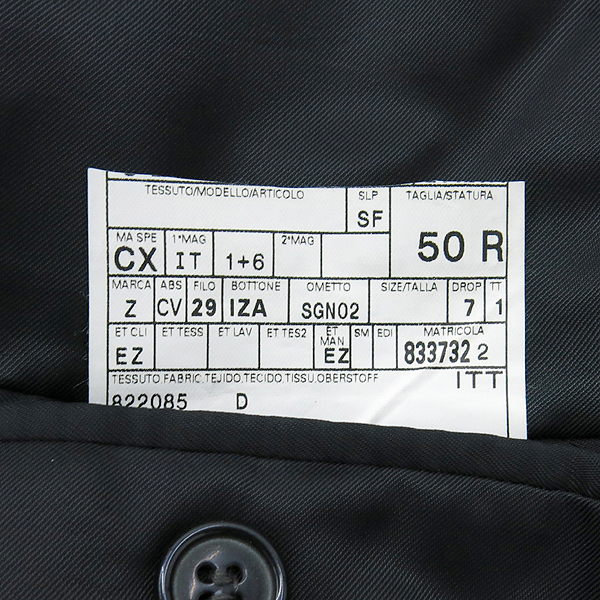 TESSUTO/MODELLO/ARTICOLO SLP TAGLIA/STATURA
SF
50 R
MA SPE 1*MAG 2*MAG
CX IT 1+6
MARCA ABS FILO BOTTONE OMETTO SIZE/TALLA DROP TT
Z CV 29 IZA SGN02 7 1
ET CLI ET TESS ET LAV ET TES2 ET MAN SM EDI MATRICOLA
EZ EZ 833732 2
TESSUTO.FABRIC.TEJIDO.TECIDO.TISSU.OBERSTOFF ITT
822085 D